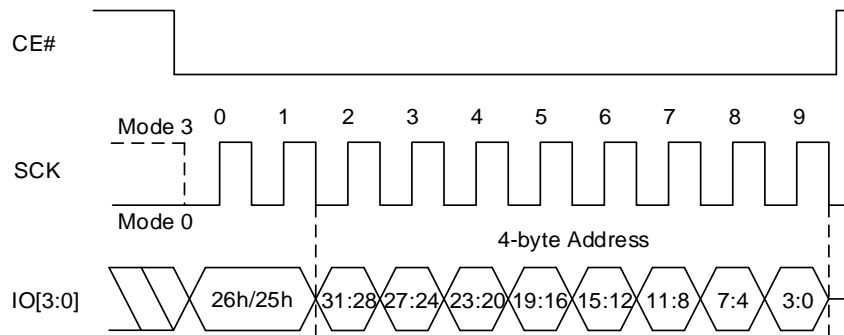 CE#
Mode 3
0 1 2 3 4 5 6 7 8 9
SCK
Mode 0
4-byte Address
IO[3:0]
26h/25h 31:28 27:24 23:20 19:16 15:12 11:8 7:4 3:0